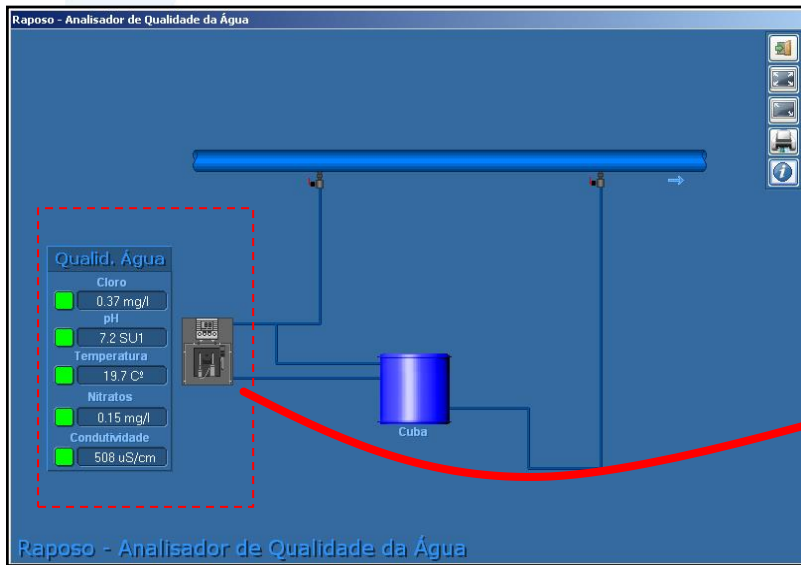 Raposo - Analisador de Qualidade da Água
Qualid. Água
Cloro
0.37 mg/l
pH
7.2 SU1
Temperatura
19.7 Cº
Nitratos
0.15 mg/l
Condutividade
508 uS/cm
Cuba
Raposo - Analisador de Qualidade da Água